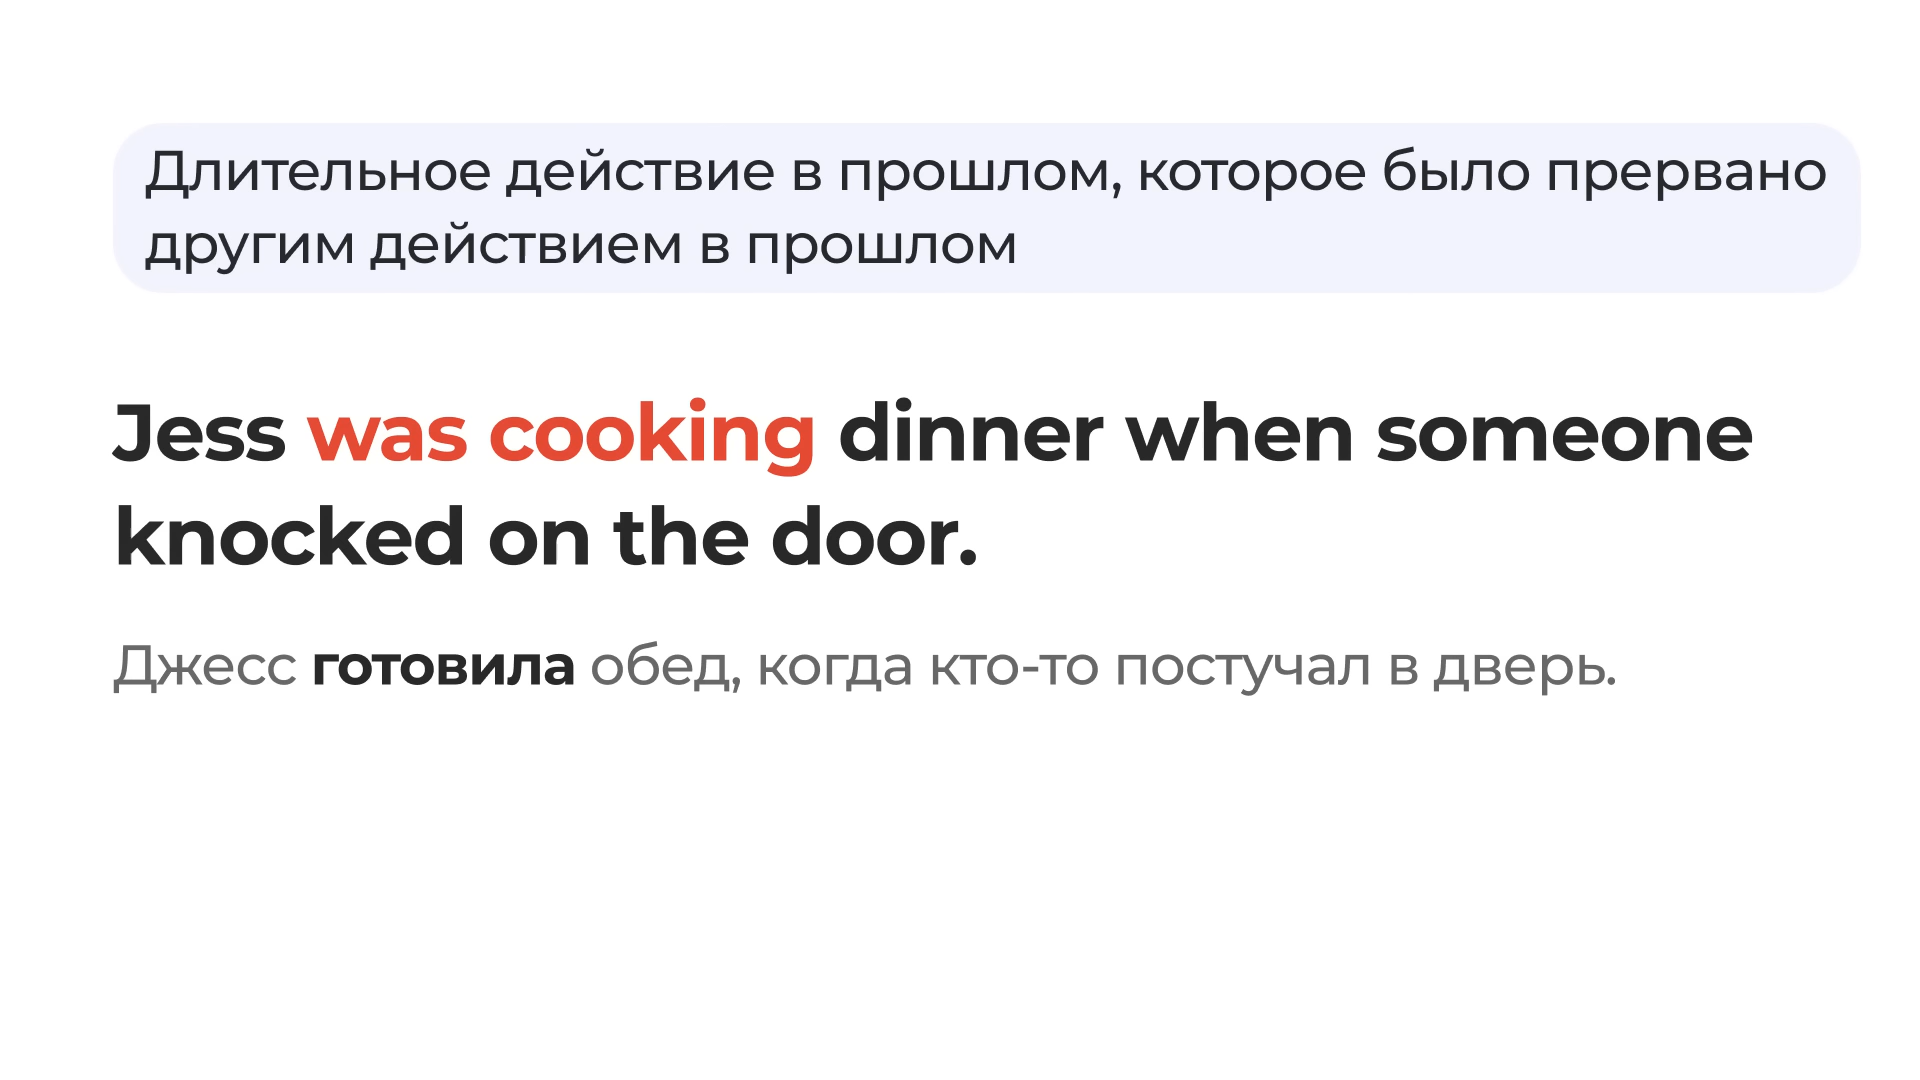 Длительное действие в прошлом, которое было прервано
другим действием в прошлом
Jess was cooking dinner when someone
knocked on the door.
Джесс готовила обед, когда кто-то постучал в дверь.